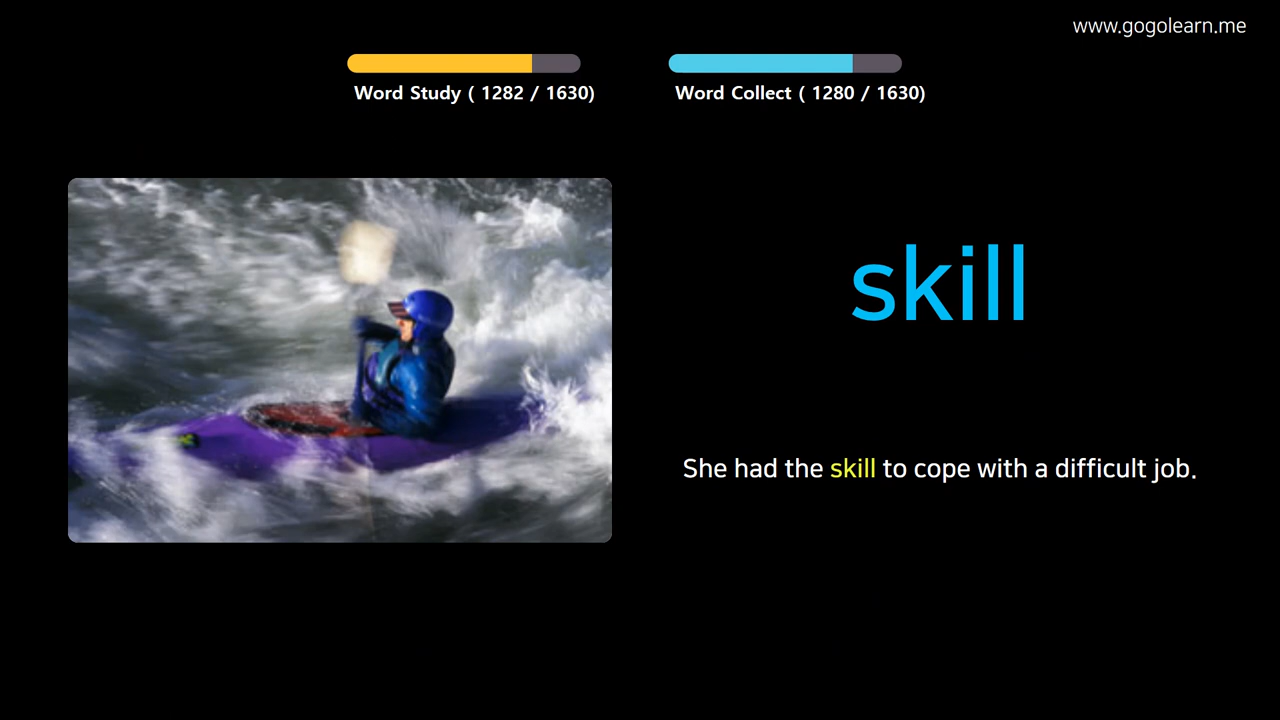 www.gogolearn.me
Word Study ( 1282 / 1630)
Word Collect ( 1280 / 1630)
skill
She had the skill to cope with a difficult job.